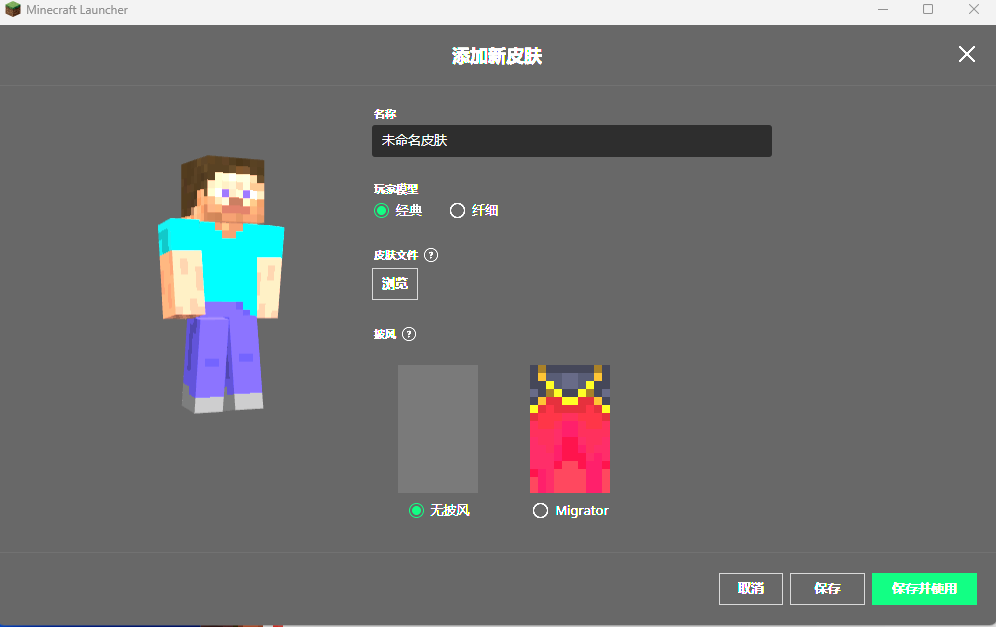 Minecraft Launcher
添加新皮肤
名称
未命名皮肤
玩家模型
经典 纤细
皮肤文件 ?
浏览
披风 ?
无披风 Migrator
取消 保存 保存并使用